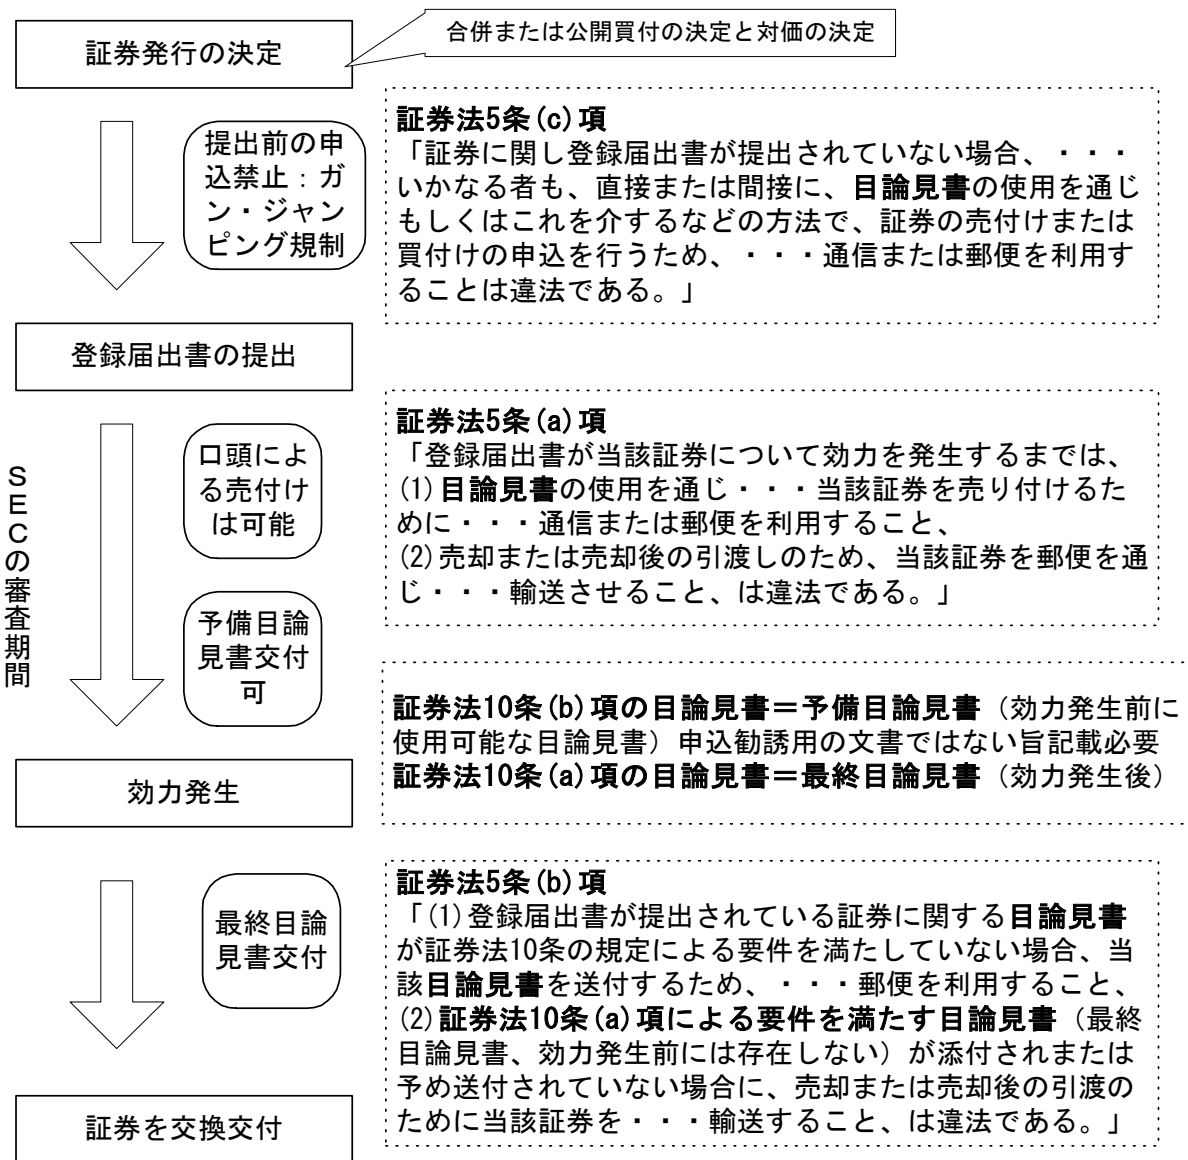 合併または公開買付の決定と対価の決定
証券発行の決定
提出前の申
込禁止：ガ
ン・ジャン
ピング規制
証券法5条(c)項
「証券に関し登録届出書が提出されていない場合、・・・
いかなる者も、直接または間接に、目論見書の使用を通じ
もしくはこれを介するなどの方法で、証券の売付けまたは
買付けの申込を行うため、・・・通信または郵便を利用す
ることは違法である。」
登録届出書の提出
SECの審査期間
口頭によ
る売付け
は可能
予備目論
見書交付
可
証券法5条(a)項
「登録届出書が当該証券について効力を発生するまでは、
(1)目論見書の使用を通じ・・・当該証券を売り付けるた
めに・・・通信または郵便を利用すること、
(2)売却または売却後の引渡しのため、当該証券を郵便を通
じ・・・輸送させること、は違法である。」
証券法10条(b)項の目論見書＝予備目論見書（効力発生前に
使用可能な目論見書）申込勧誘用の文書ではない旨記載必要
証券法10条(a)項の目論見書＝最終目論見書（効力発生後）
効力発生
最終目論
見書交付
証券法5条(b)項
「(1)登録届出書が提出されている証券に関する目論見書
が証券法10条の規定による要件を満たしていない場合、当
該目論見書を送付するため、・・・郵便を利用すること、
(2)証券法10条(a)項による要件を満たす目論見書（最終
目論見書、効力発生前には存在しない）が添付されまたは
予め送付されていない場合に、売却または売却後の引渡の
ために当該証券を・・・輸送すること、は違法である。」
証券を交換交付